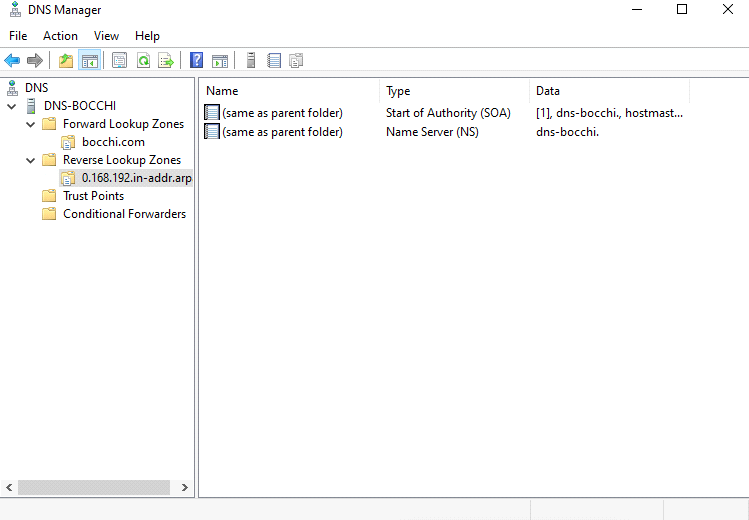 DNS Manager
File Action View Help
DNS
DNS-BOCCHI
Forward Lookup Zones
bocchi.com
Reverse Lookup Zones
0.168.192.in-addr.arp
Trust Points
Conditional Forwarders
Name Type Data
(same as parent folder) Start of Authority (SOA) [1], dns-bocchi., hostmast...
(same as parent folder) Name Server (NS) dns-bocchi.